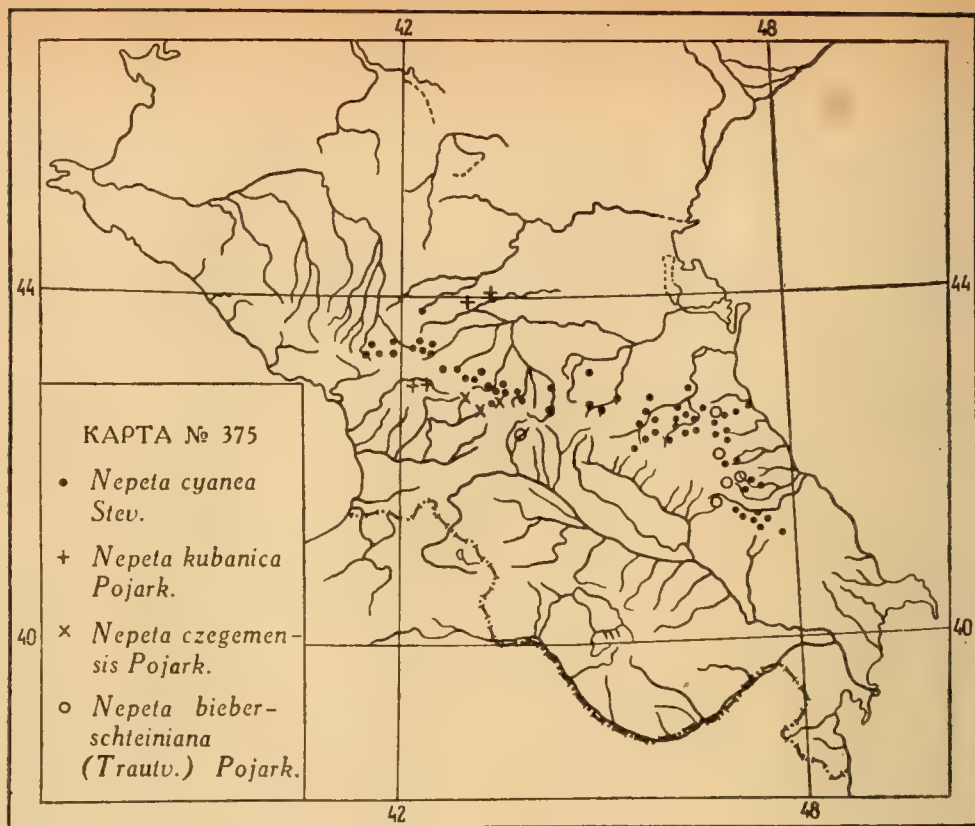 42 48
44 44
КАРТА № 375
• Nepeta cyanea
Stev.
+ Nepeta kubanica
Pojark.
× Nepeta czegemen-
sis Pojark.
○ Nepeta bieber-
schteiniana
(Trautv.) Pojark.
40 40
42 48